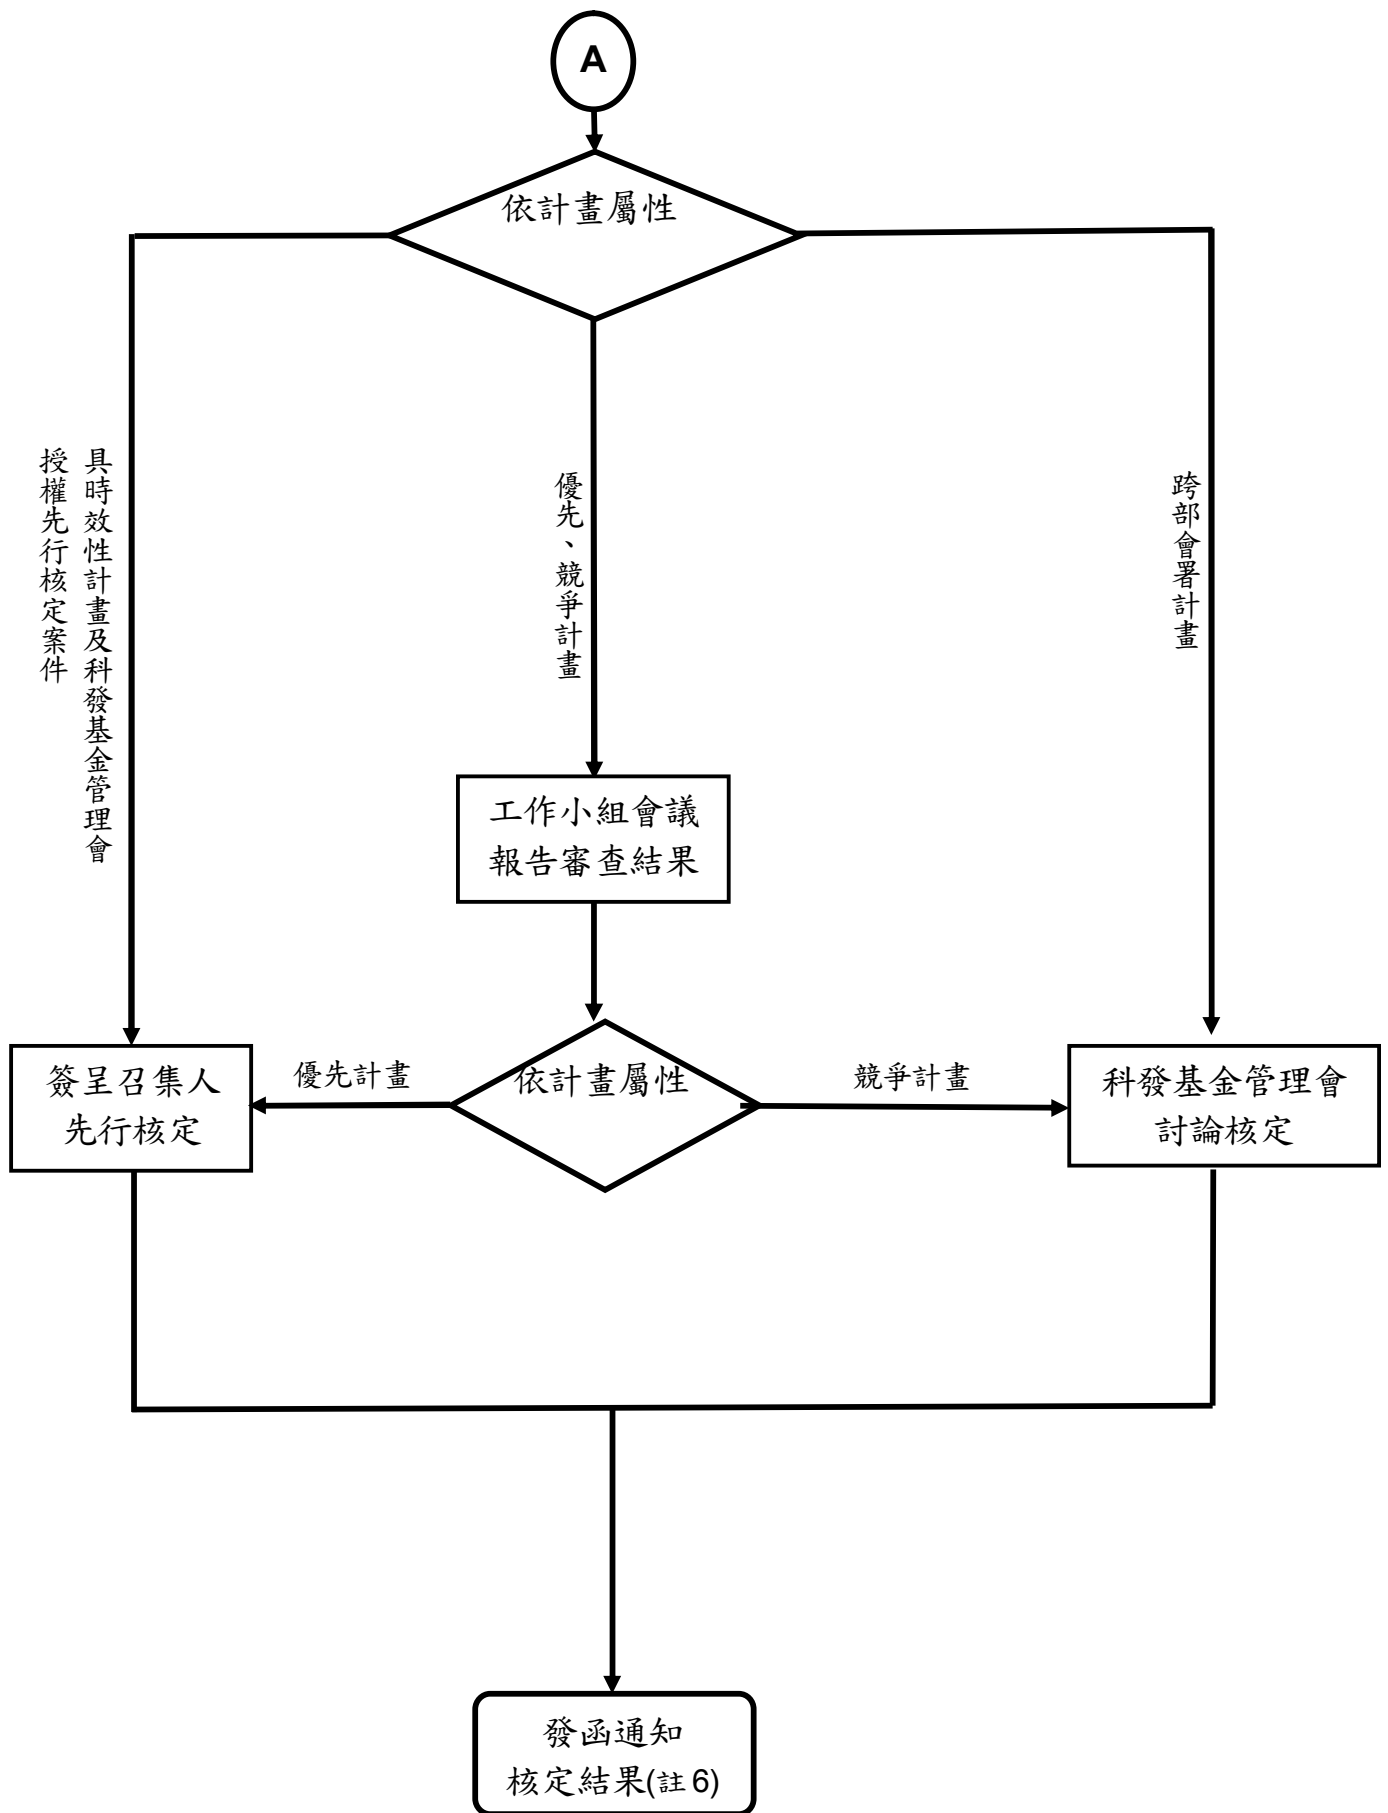 A
依計畫屬性
具時效性計畫及科發基金管理會
授權先行核定案件
優先、競爭計畫
跨部會署計畫
工作小組會議
報告審查結果
簽呈召集人
先行核定
優先計畫
依計畫屬性
競爭計畫
科發基金管理會
討論核定
發函通知
核定結果(註6)